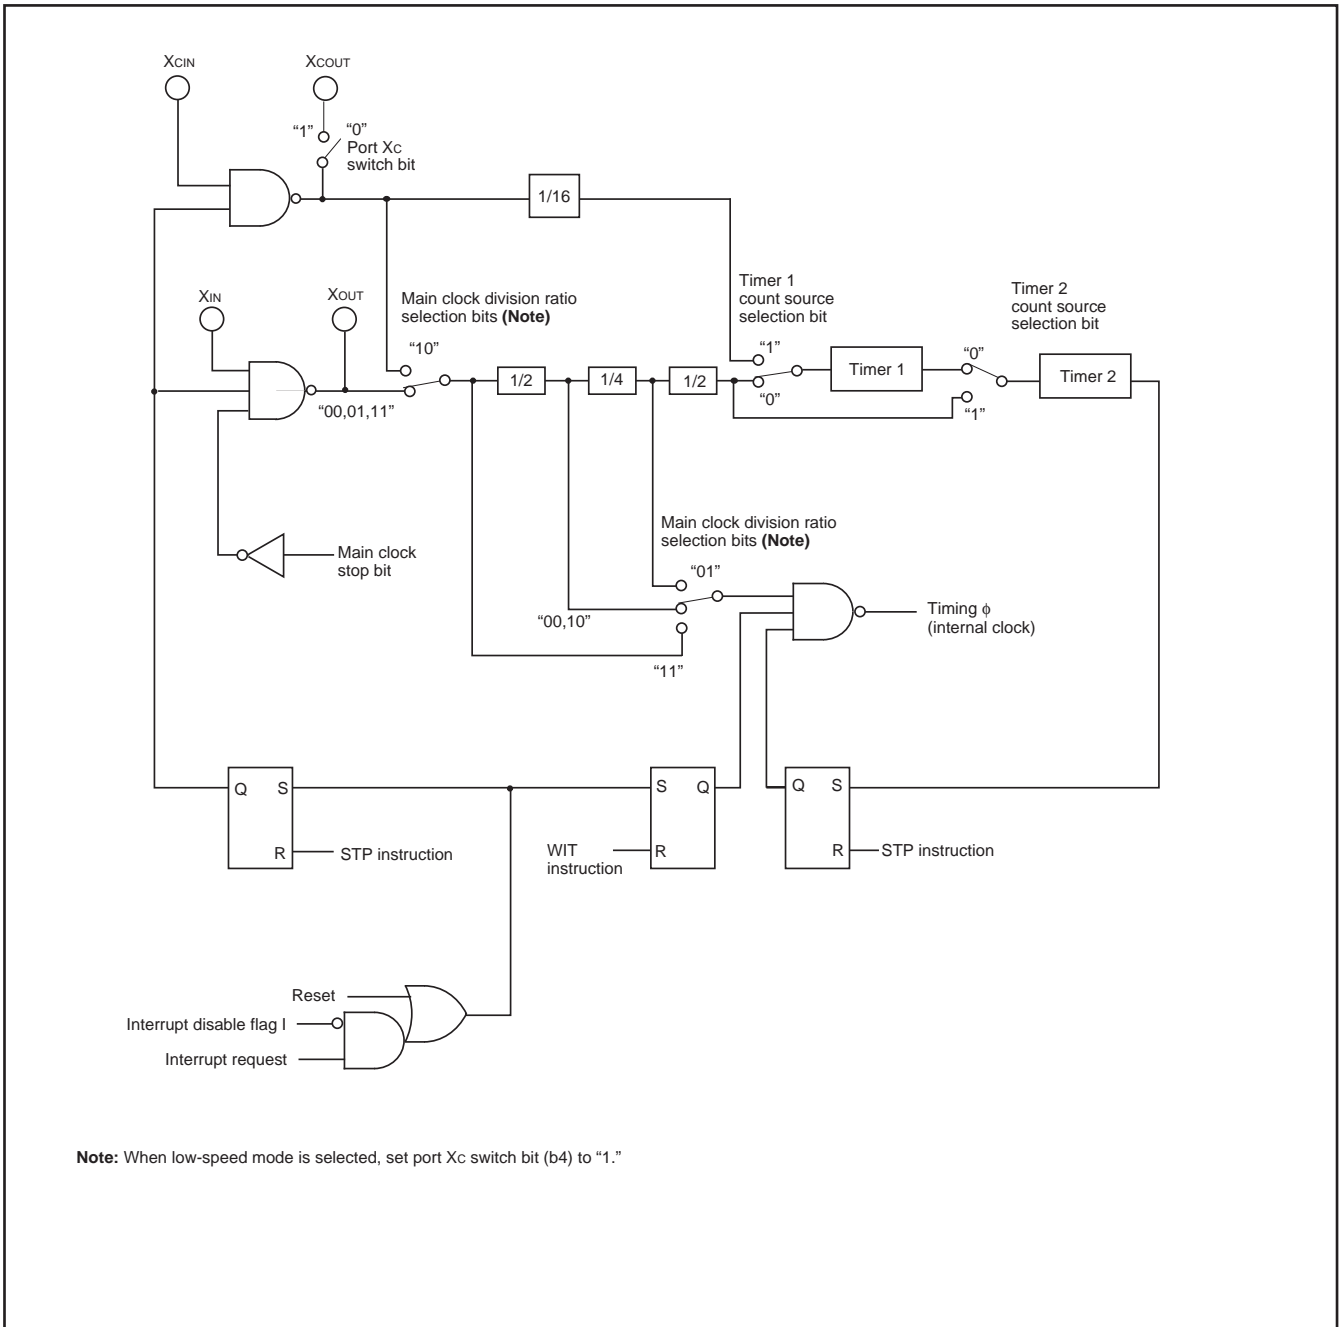 XCIN
XCOUT
“1”
“0”
Port XC
switch bit
1/16
XIN
XOUT
Main clock division ratio
selection bits (Note)
“10”
“00,01,11”
1/2
1/4
1/2
Timer 1
count source
selection bit
“1”
“0”
Timer 1
Timer 2
count source
selection bit
“0”
“1”
Timer 2
Main clock
stop bit
Main clock division ratio
selection bits (Note)
“01”
“00,10”
“11”
Timing ϕ
(internal clock)
Q S
R
STP instruction
S Q
R
WIT
instruction
Q S
R
STP instruction
Reset
Interrupt disable flag I
Interrupt request
Note: When low-speed mode is selected, set port XC switch bit (b4) to “1.”